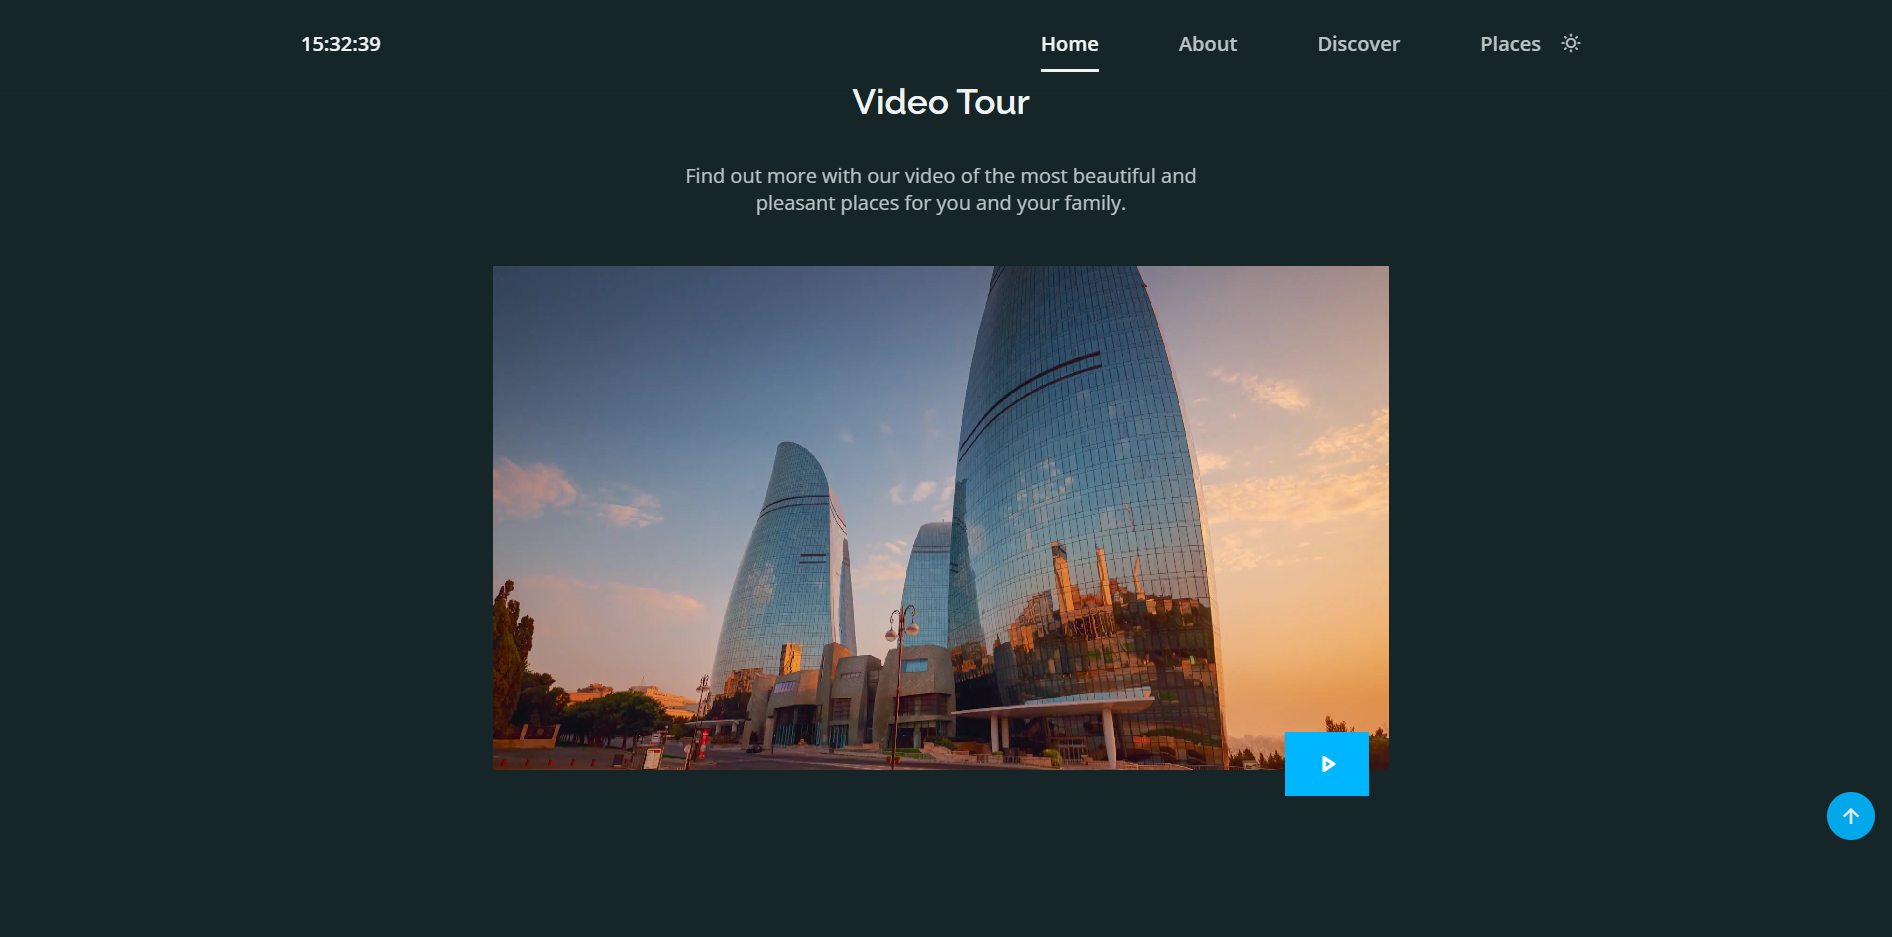 15:32:39
Home
About
Discover
Places
Video Tour
Find out more with our video of the most beautiful and
pleasant places for you and your family.